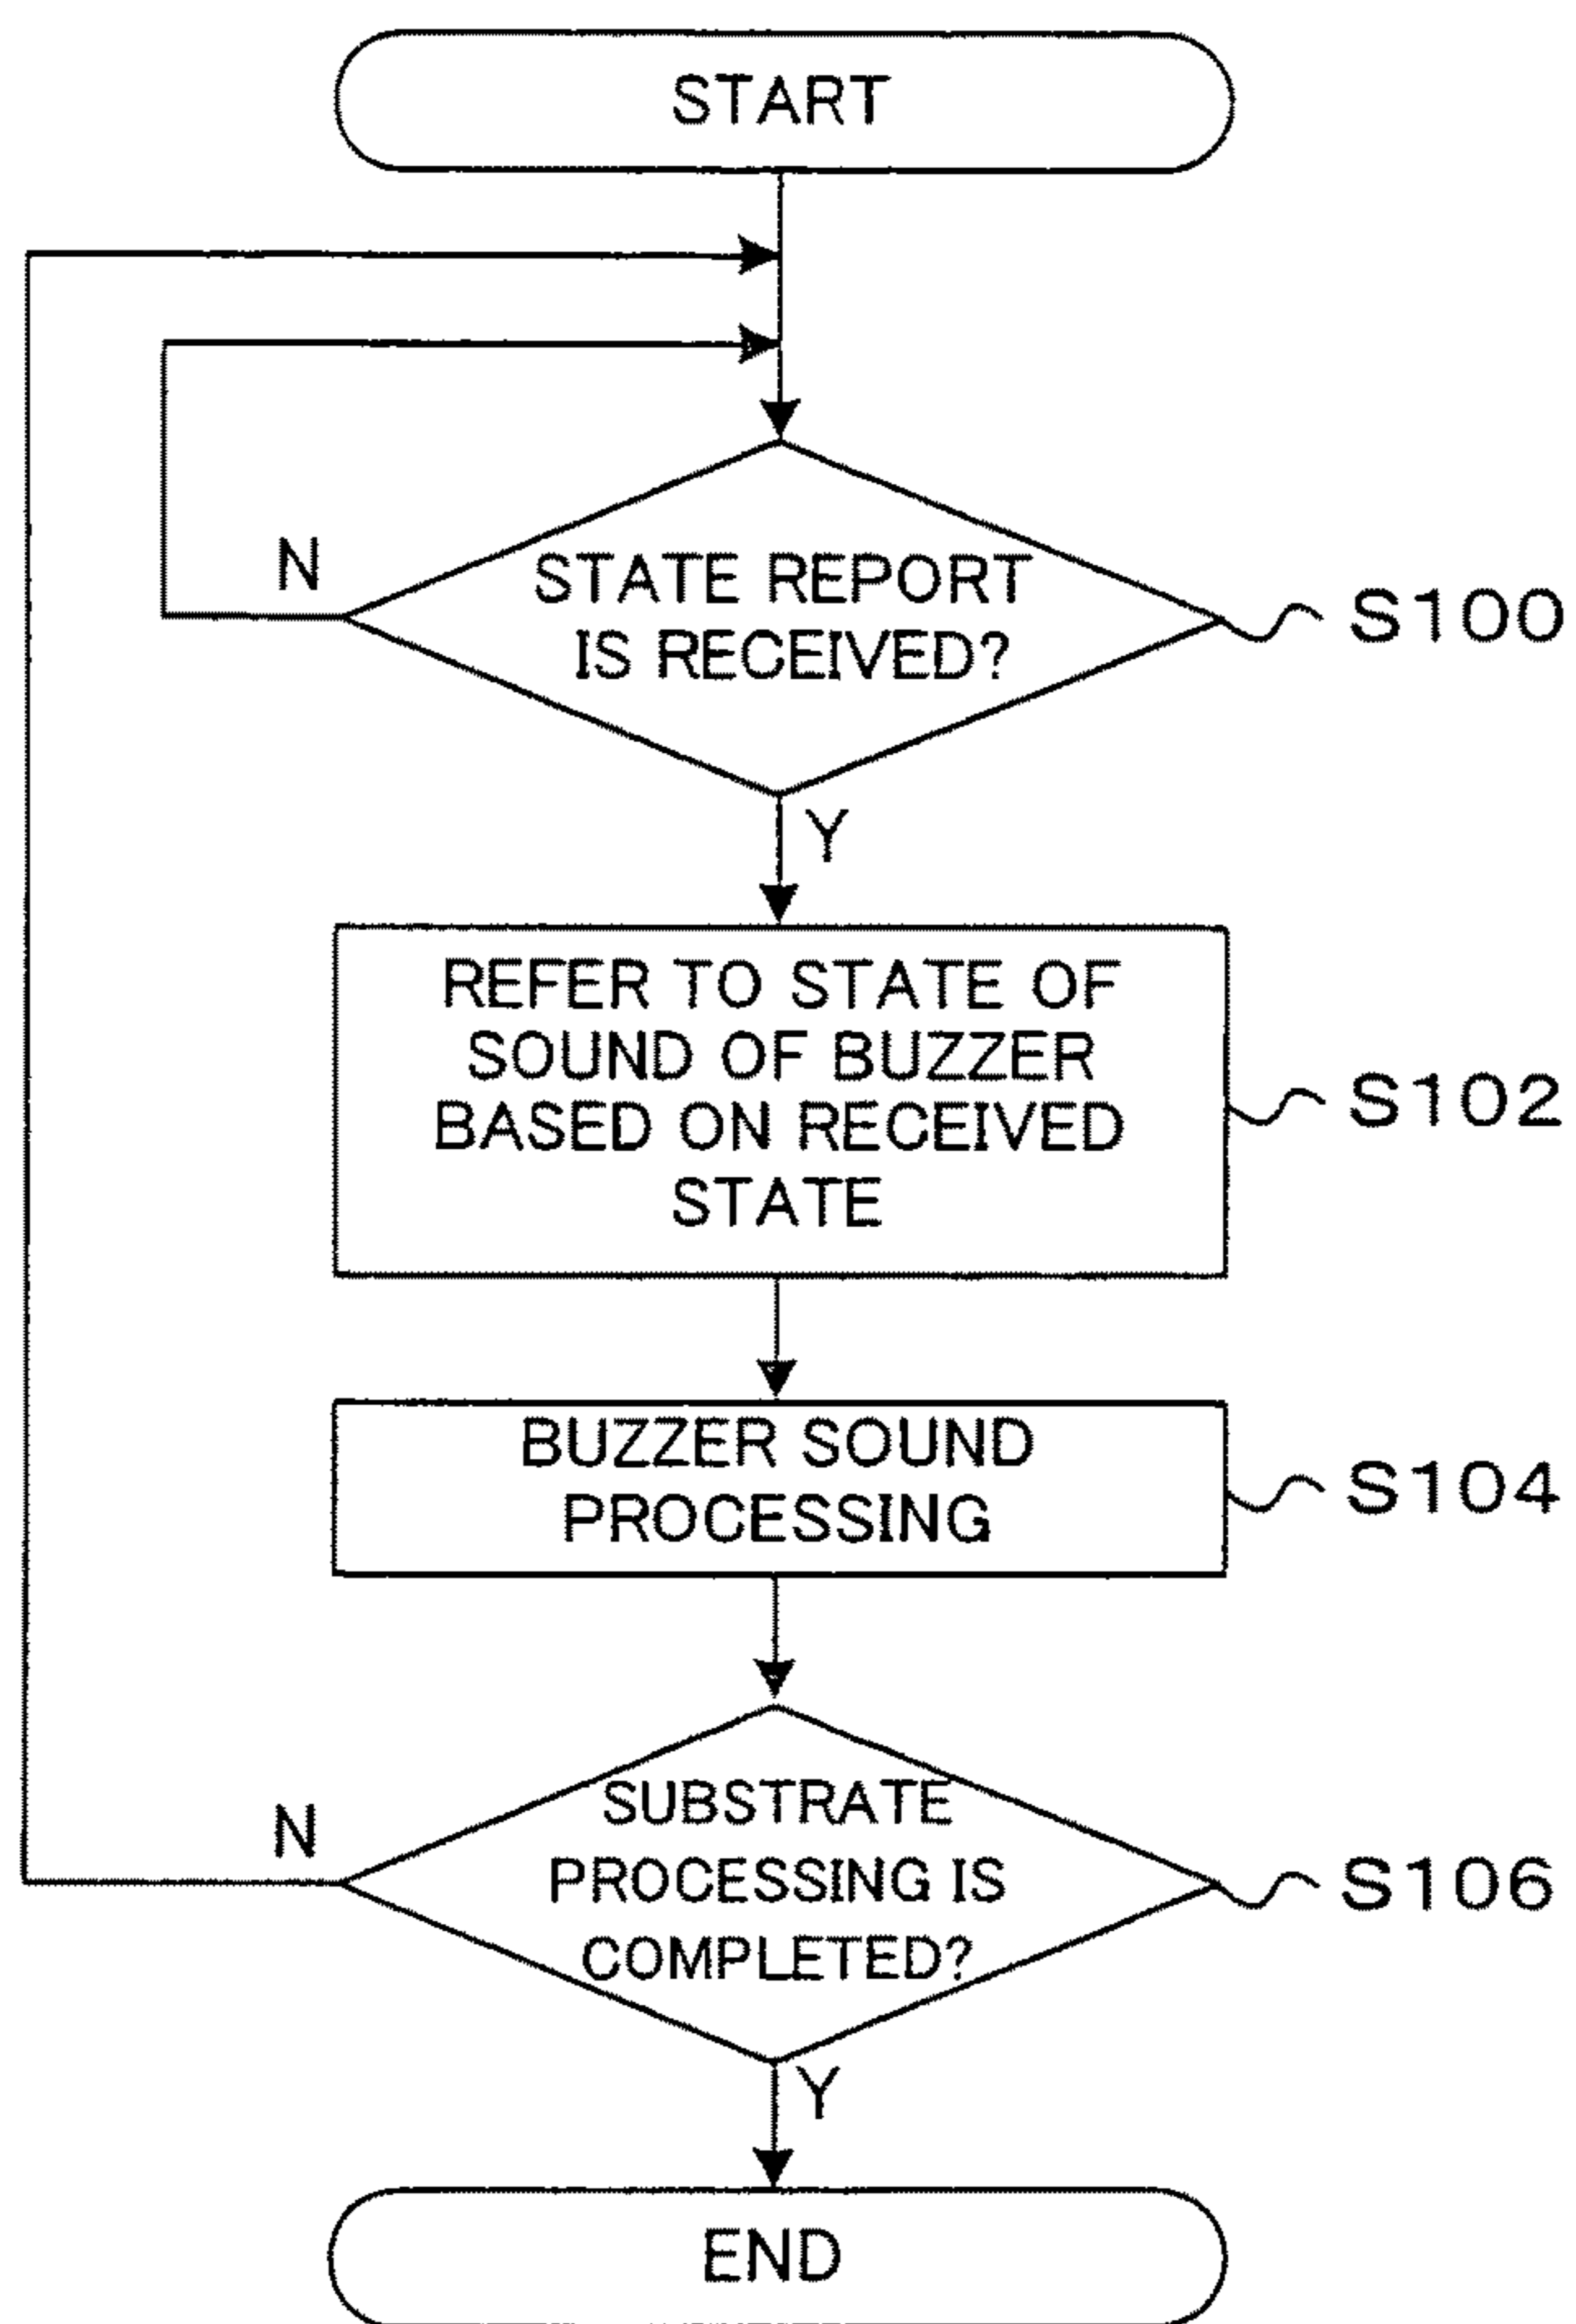 START
N
STATE REPORT
IS RECEIVED?
S100
Y
REFER TO STATE OF
SOUND OF BUZZER
BASED ON RECEIVED
STATE
S102
BUZZER SOUND
PROCESSING
S104
N
SUBSTRATE
PROCESSING IS
COMPLETED?
S106
Y
END